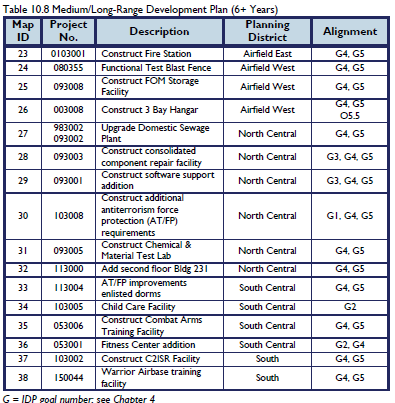 Table 10.8 Medium/Long-Range Development Plan (6+ Years)
Map ID Project No. Description Planning District Alignment
23 0103001 Construct Fire Station Airfield East G4, G5
24 080355 Functional Test Blast Fence Airfield West G4, G5
25 093008 Construct FOM Storage Facility Airfield West G4, G5
26 003008 Construct 3 Bay Hangar Airfield West G4, G5 O5.5
27 983002 093002 Upgrade Domestic Sewage Plant North Central G4, G5
28 093003 Construct consolidated component repair facility North Central G3, G4, G5
29 093001 Construct software support addition North Central G3, G4, G5
30 103008 Construct additional antiterrorism force protection (AT/FP) requirements North Central G1, G4, G5
31 093005 Construct Chemical & Material Test Lab North Central G4, G5
32 113000 Add second floor Bldg 231 North Central G4, G5
33 113004 AT/FP improvements enlisted dorms South Central G4, G5
34 103005 Child Care Facility South Central G2
35 053006 Construct Combat Arms Training Facility South Central G4, G5
36 053001 Fitness Center addition South Central G2, G4
37 103002 Construct C2ISR Facility South G4, G5
38 150044 Warrior Airbase training facility South G4, G5
G = IDP goal number; see Chapter 4